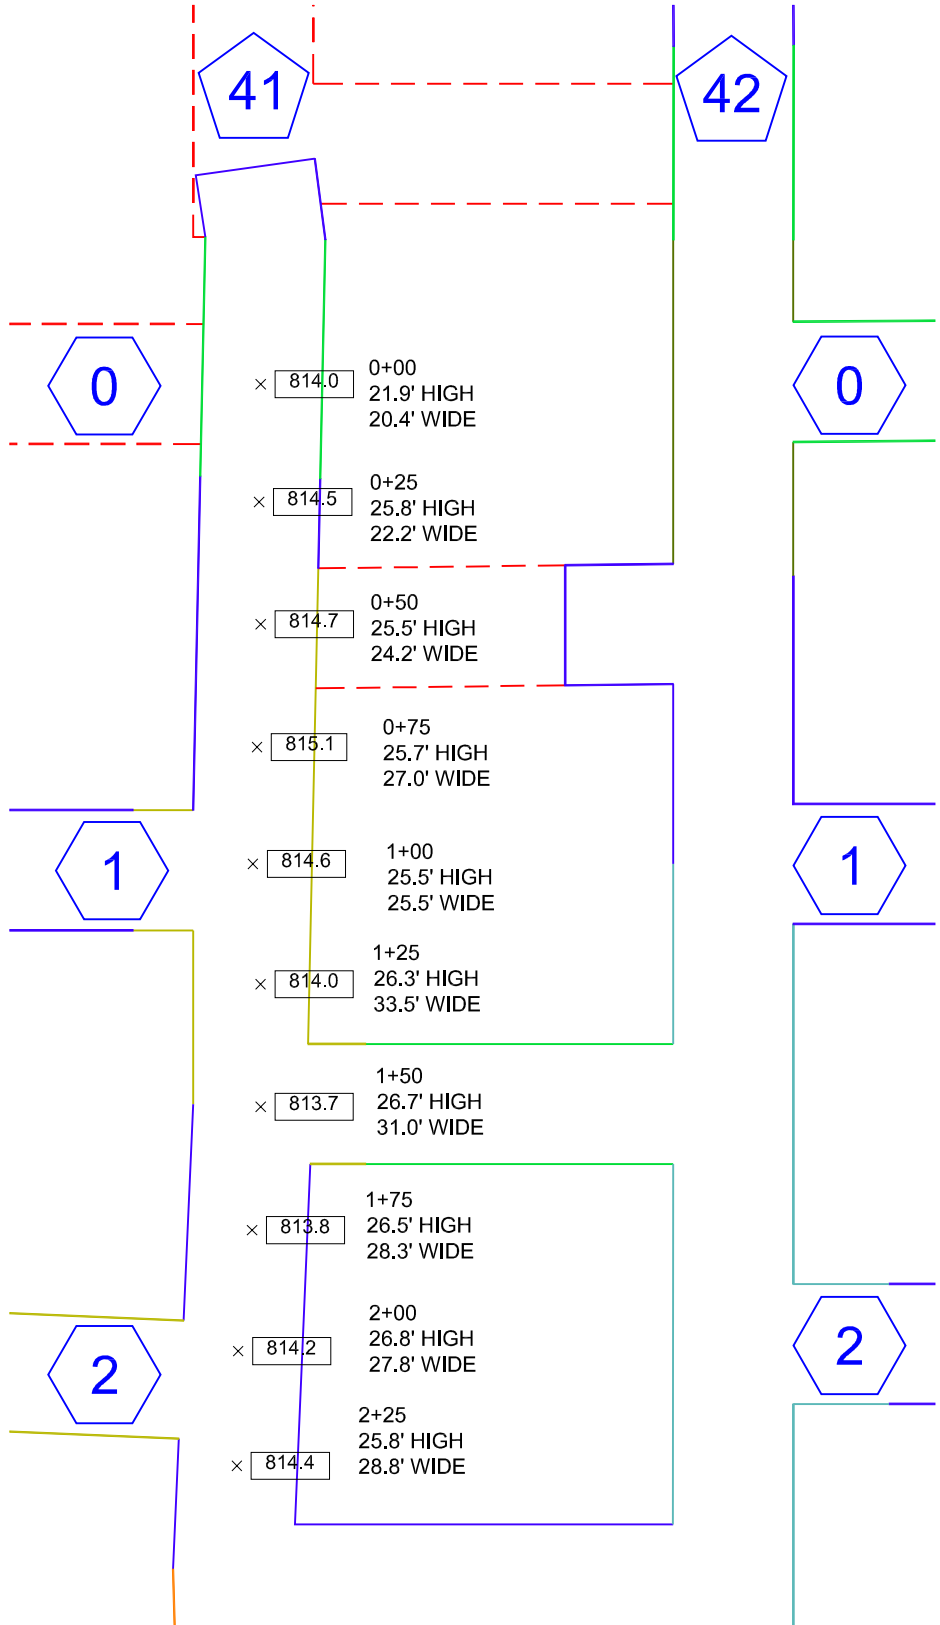 41
42
0
0
814.0
0+00
21.9' HIGH
20.4' WIDE
814.5
0+25
25.8' HIGH
22.2' WIDE
814.7
0+50
25.5' HIGH
24.2' WIDE
815.1
0+75
25.7' HIGH
27.0' WIDE
1
1
814.6
1+00
25.5' HIGH
25.5' WIDE
814.0
1+25
26.3' HIGH
33.5' WIDE
813.7
1+50
26.7' HIGH
31.0' WIDE
813.8
1+75
26.5' HIGH
28.3' WIDE
2
2
814.2
2+00
26.8' HIGH
27.8' WIDE
814.4
2+25
25.8' HIGH
28.8' WIDE